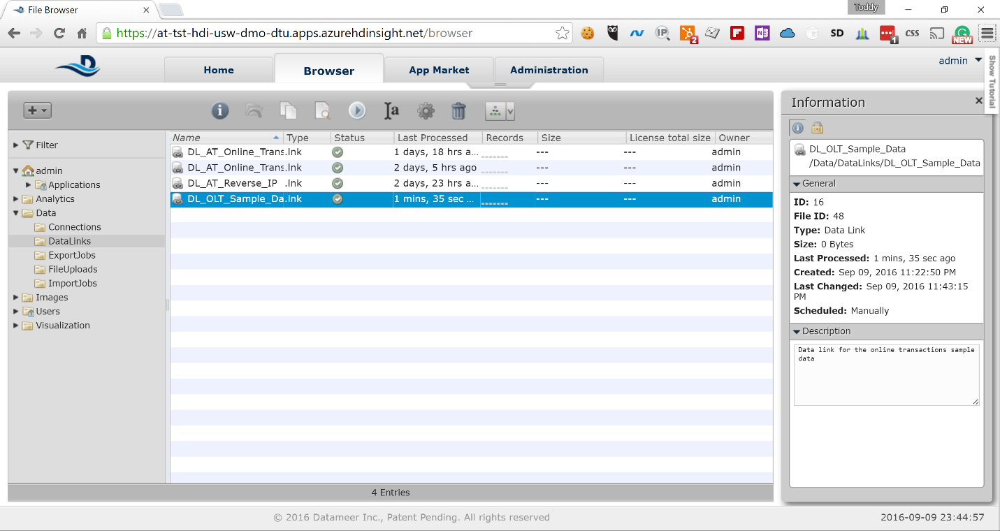 File Browser
Toddy
https://at-tst-hdi-usw-dmo-dtu.apps.azurehdinsight.net/browser
IP
2
N
SD
1
CSS
NEW
D
Home
Browser
App Market
Administration
admin
Show Tutorial
Information
Name Type Status Last Processed Records Size License total size Owner
Filter
admin
Applications
Analytics
Data
Connections
DataLinks
ExportJobs
FileUploads
ImportJobs
Images
Users
Visualization
DL_AT_Online_Trans.lnk 1 days, 18 hrs a... --- --- admin
DL_AT_Online_Trans.lnk 2 days, 5 hrs ago --- --- admin
DL_AT_Reverse_IP .lnk 2 days, 23 hrs a... --- --- admin
DL_OLT_Sample_Da.lnk 1 mins, 35 sec ... --- --- admin
4 Entries
DL_OLT_Sample_Data
/Data/DataLinks/DL_OLT_Sample_Data
General
ID: 16
File ID: 48
Type: Data Link
Size: 0 Bytes
Last Processed: 1 mins, 35 sec ago
Created: Sep 09, 2016 11:22:50 PM
Last Changed: Sep 09, 2016 11:43:15
PM
Scheduled: Manually
Description
Data link for the online transactions sample
data
© 2016 Datameer Inc., Patent Pending. All rights reserved
2016-09-09 23:44:57